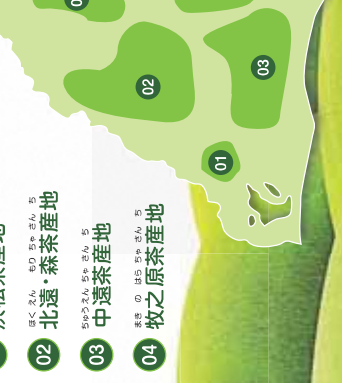 02 北遠・森茶産地
ほく えん もり ちゃ さん ち
03 中遠茶産地
ちゅう えん ちゃ さん ち
04 牧之原茶産地
まき の はら ちゃ さん ち
02
03
01